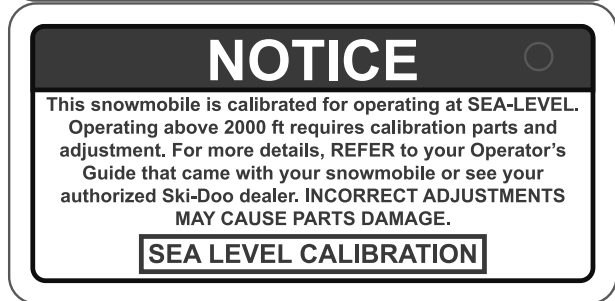 NOTICE
This snowmobile is calibrated for operating at SEA-LEVEL.
Operating above 2000 ft requires calibration parts and
adjustment. For more details, REFER to your Operator's
Guide that came with your snowmobile or see your
authorized Ski-Doo dealer. INCORRECT ADJUSTMENTS
MAY CAUSE PARTS DAMAGE.
SEA LEVEL CALIBRATION